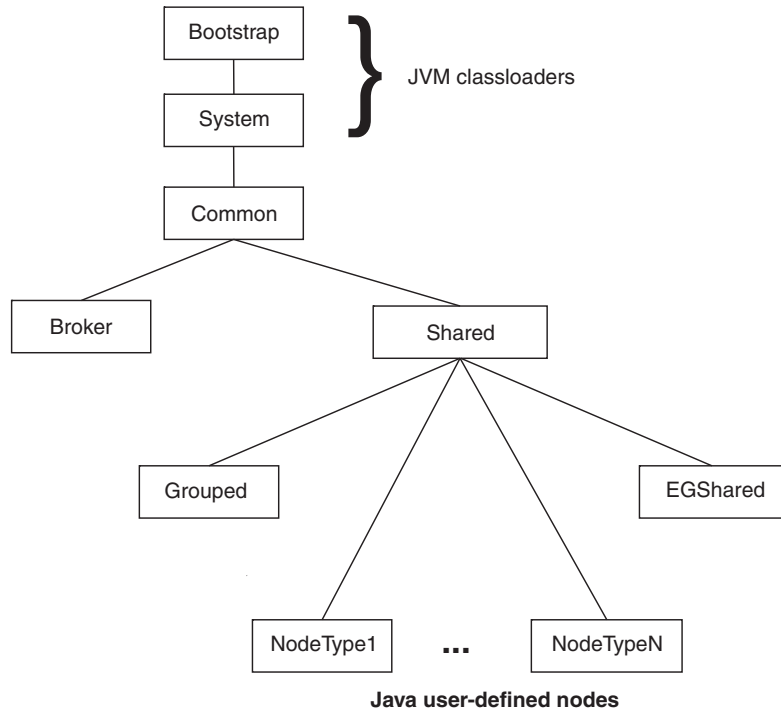 Bootstrap
JVM classloaders
System
Common
Broker
Shared
Grouped
EGShared
NodeType1
...
NodeTypeN
Java user-defined nodes